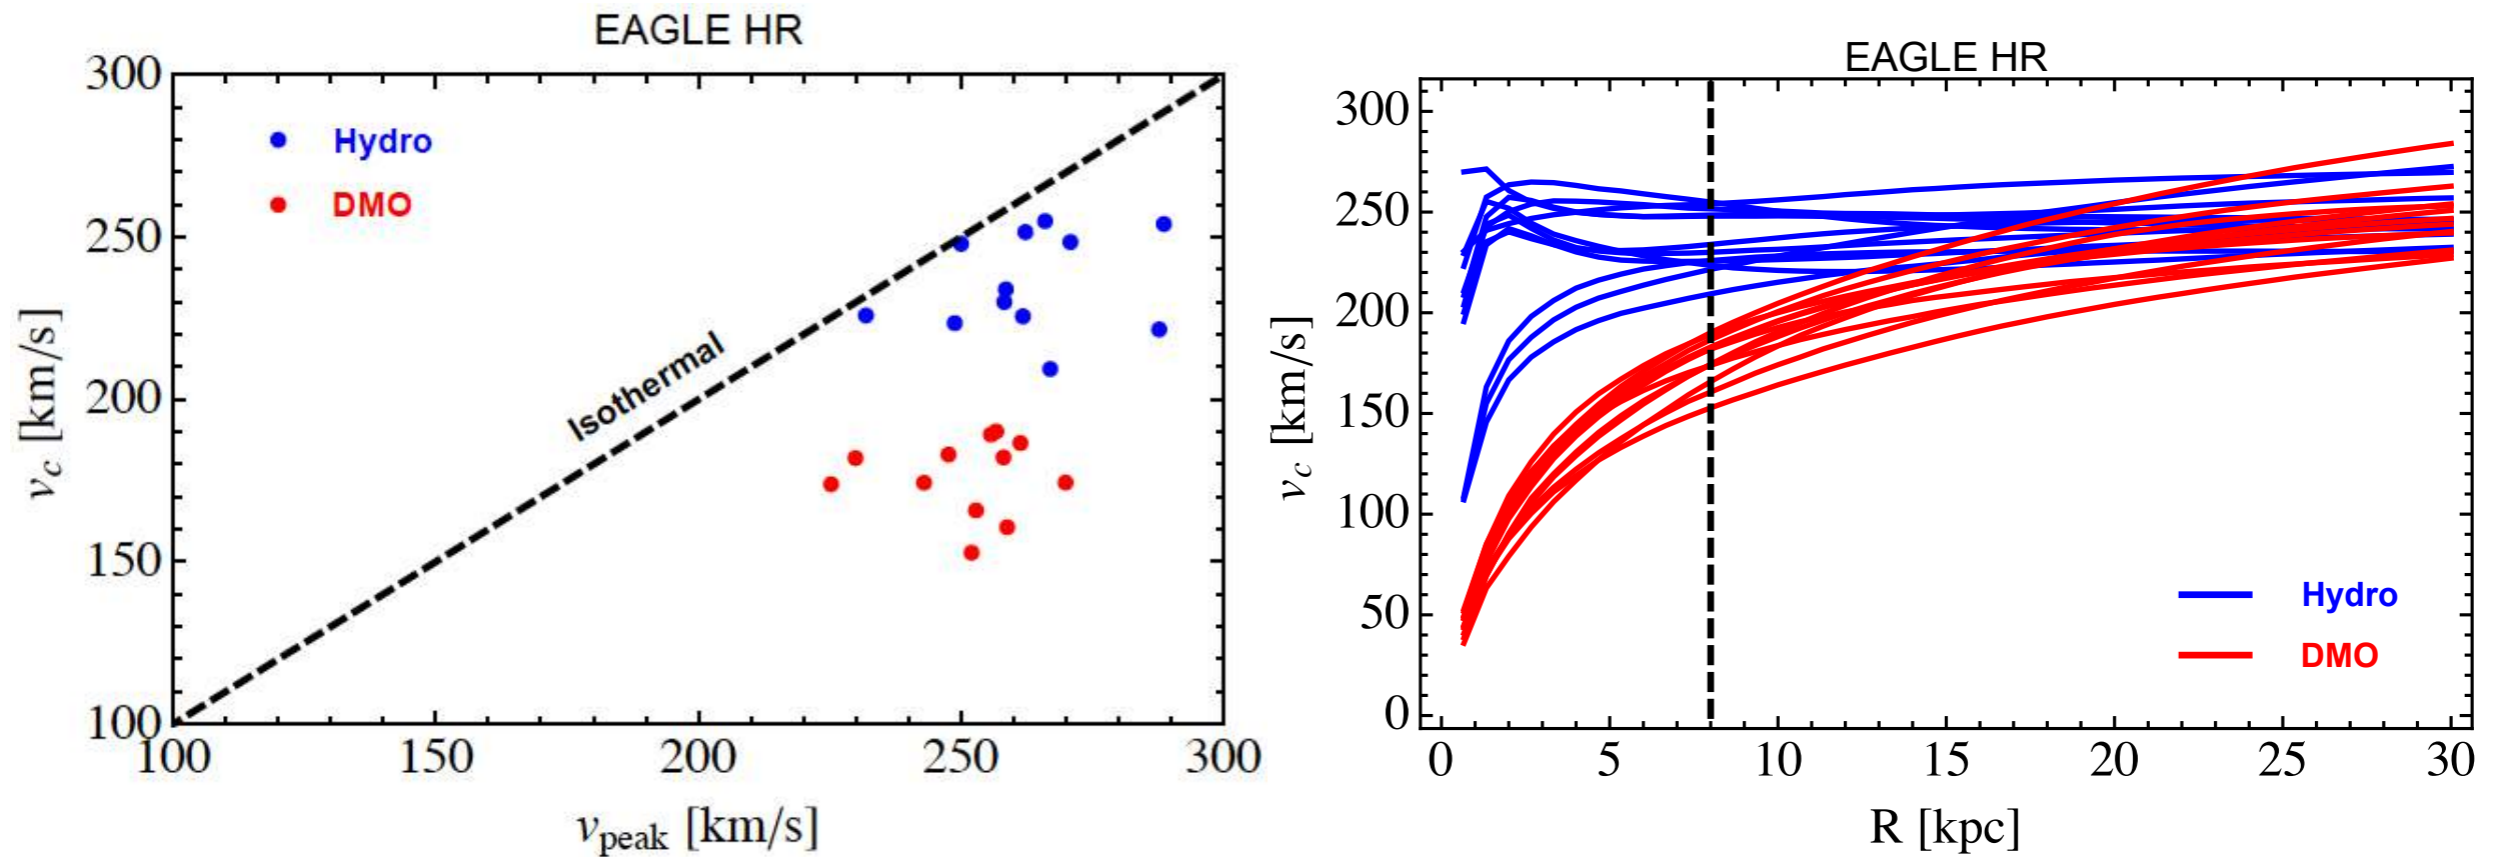 EAGLE HR
300
250
200
150
100
v_c [km/s]
Hydro
DMO
Isothermal
100 150 200 250 300
v_peak [km/s]
EAGLE HR
300
250
200
150
100
50
0
v_c [km/s]
Hydro
DMO
0 5 10 15 20 25 30
R [kpc]